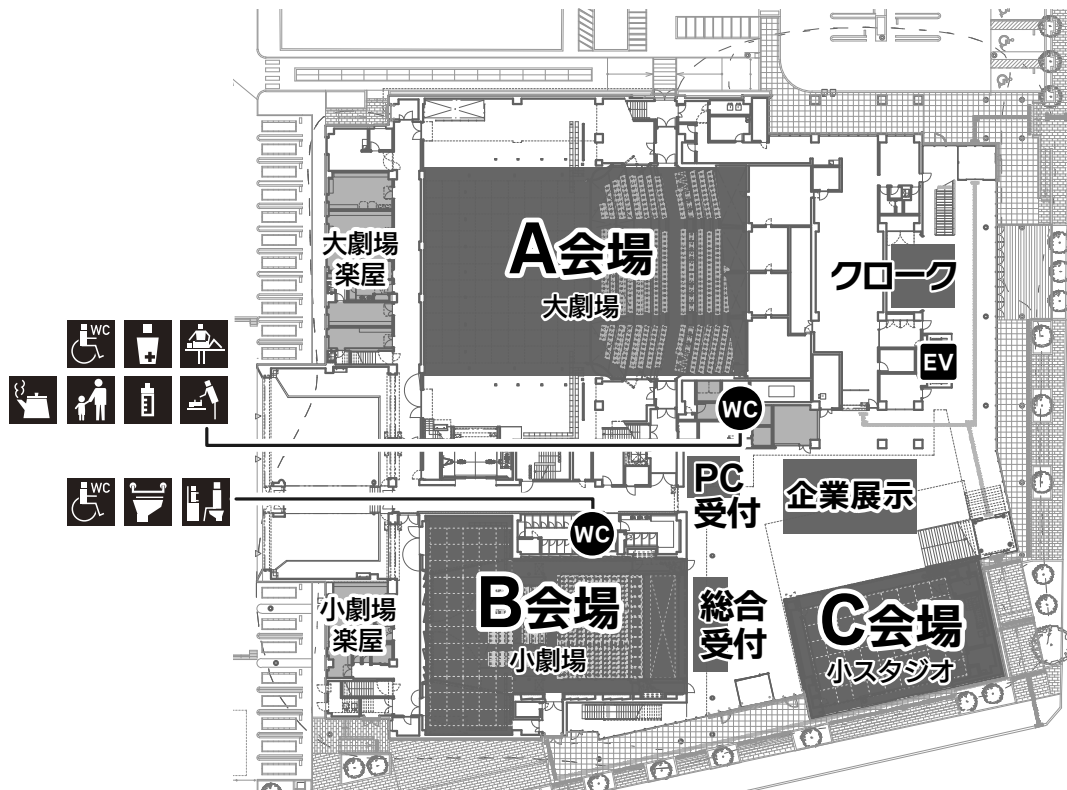 大劇場
楽屋
A会場
大劇場
クローク
EV
WC
WC
PC
受付
企業展示
WC
WC
B会場
小劇場
小劇場
楽屋
総合
受付
C会場
小スタジオ